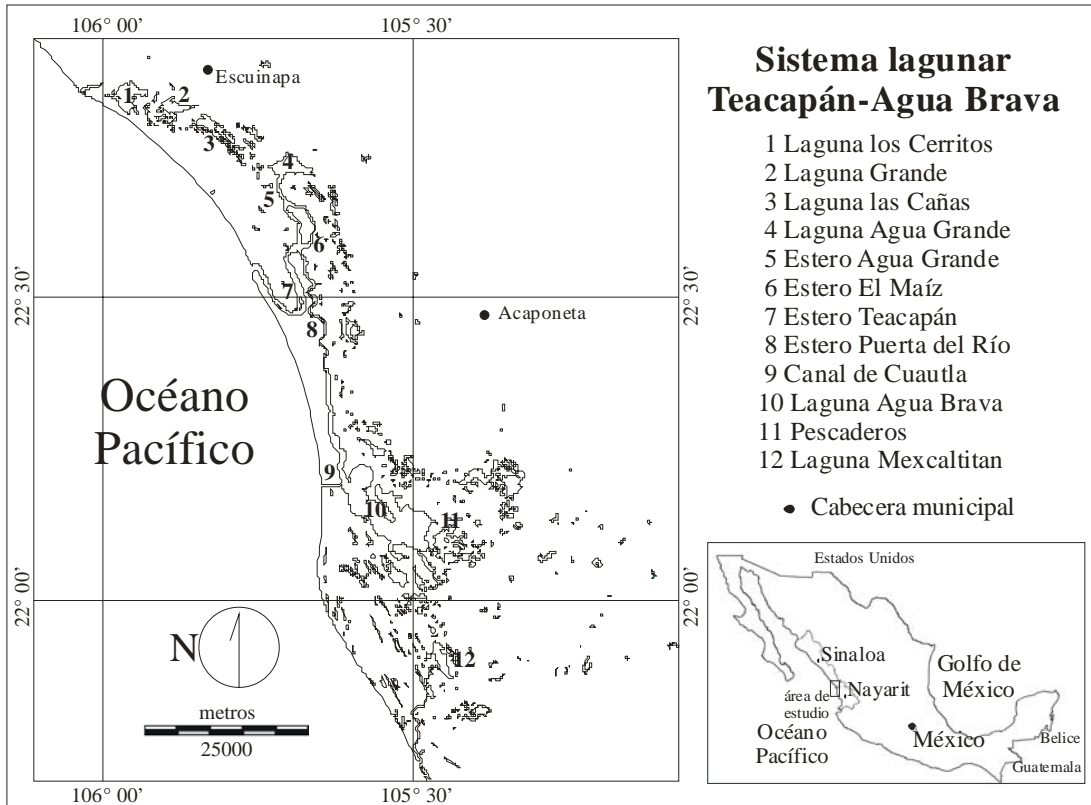 106° 00’
105° 30’
Escuinapa
1
2
3
4
5
6
7
8
9
10
11
12
22° 30’
22° 30’
Acaponeta
Océano
Pacífico
22° 00’
22° 00’
N
metros
25000
106° 00’
105° 30’
Sistema lagunar
Teacapán-Agua Brava
1 Laguna los Cerritos
2 Laguna Grande
3 Laguna las Cañas
4 Laguna Agua Grande
5 Estero Agua Grande
6 Estero El Maíz
7 Estero Teacapán
8 Estero Puerta del Río
9 Canal de Cuautla
10 Laguna Agua Brava
11 Pescaderos
12 Laguna Mexcaltitan
Cabecera municipal
Estados Unidos
Sinaloa
Nayarit
área de
estudio
Golfo de
México
Océano
Pacífico
México
Belice
Guatemala